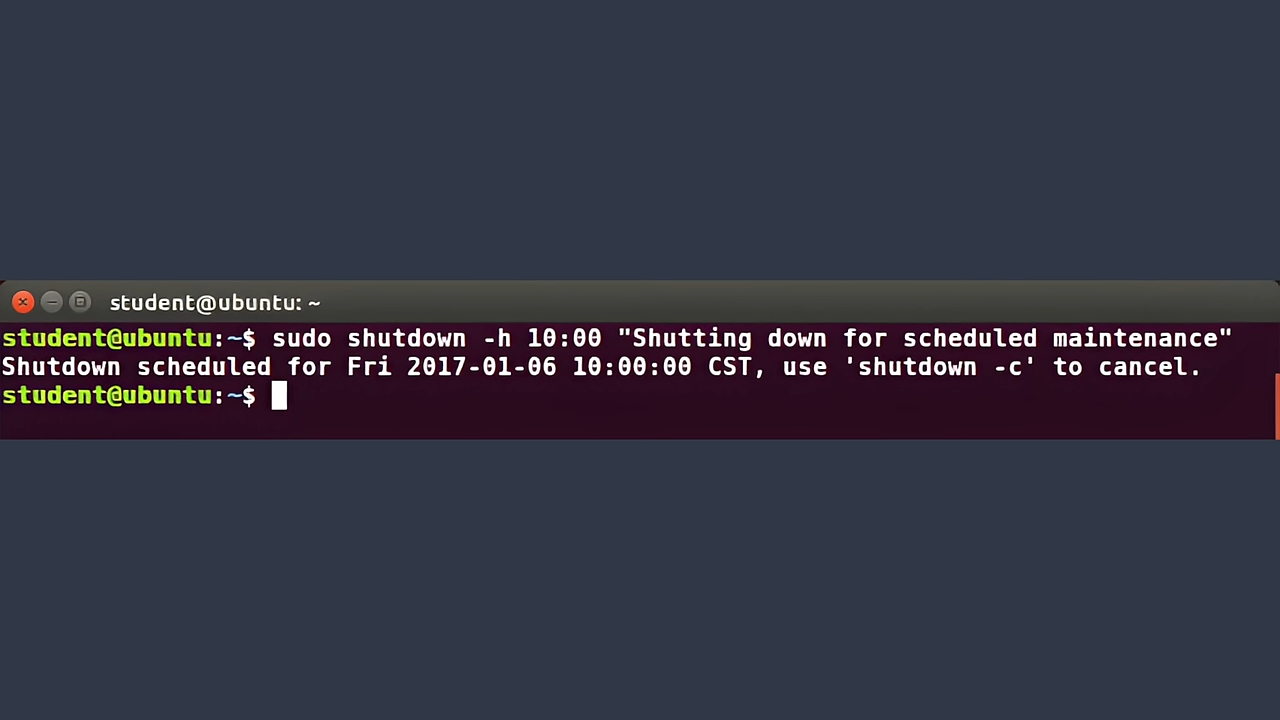 student@ubuntu: ~
student@ubuntu:~$ sudo shutdown -h 10:00 "Shutting down for scheduled maintenance"
Shutdown scheduled for Fri 2017-01-06 10:00:00 CST, use 'shutdown -c' to cancel.
student@ubuntu:~$